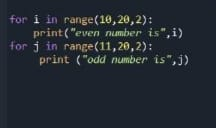 for i in range(10,20,2):
    print("even number is",i)
for j in range(11,20,2):
     print ("odd number is",j)